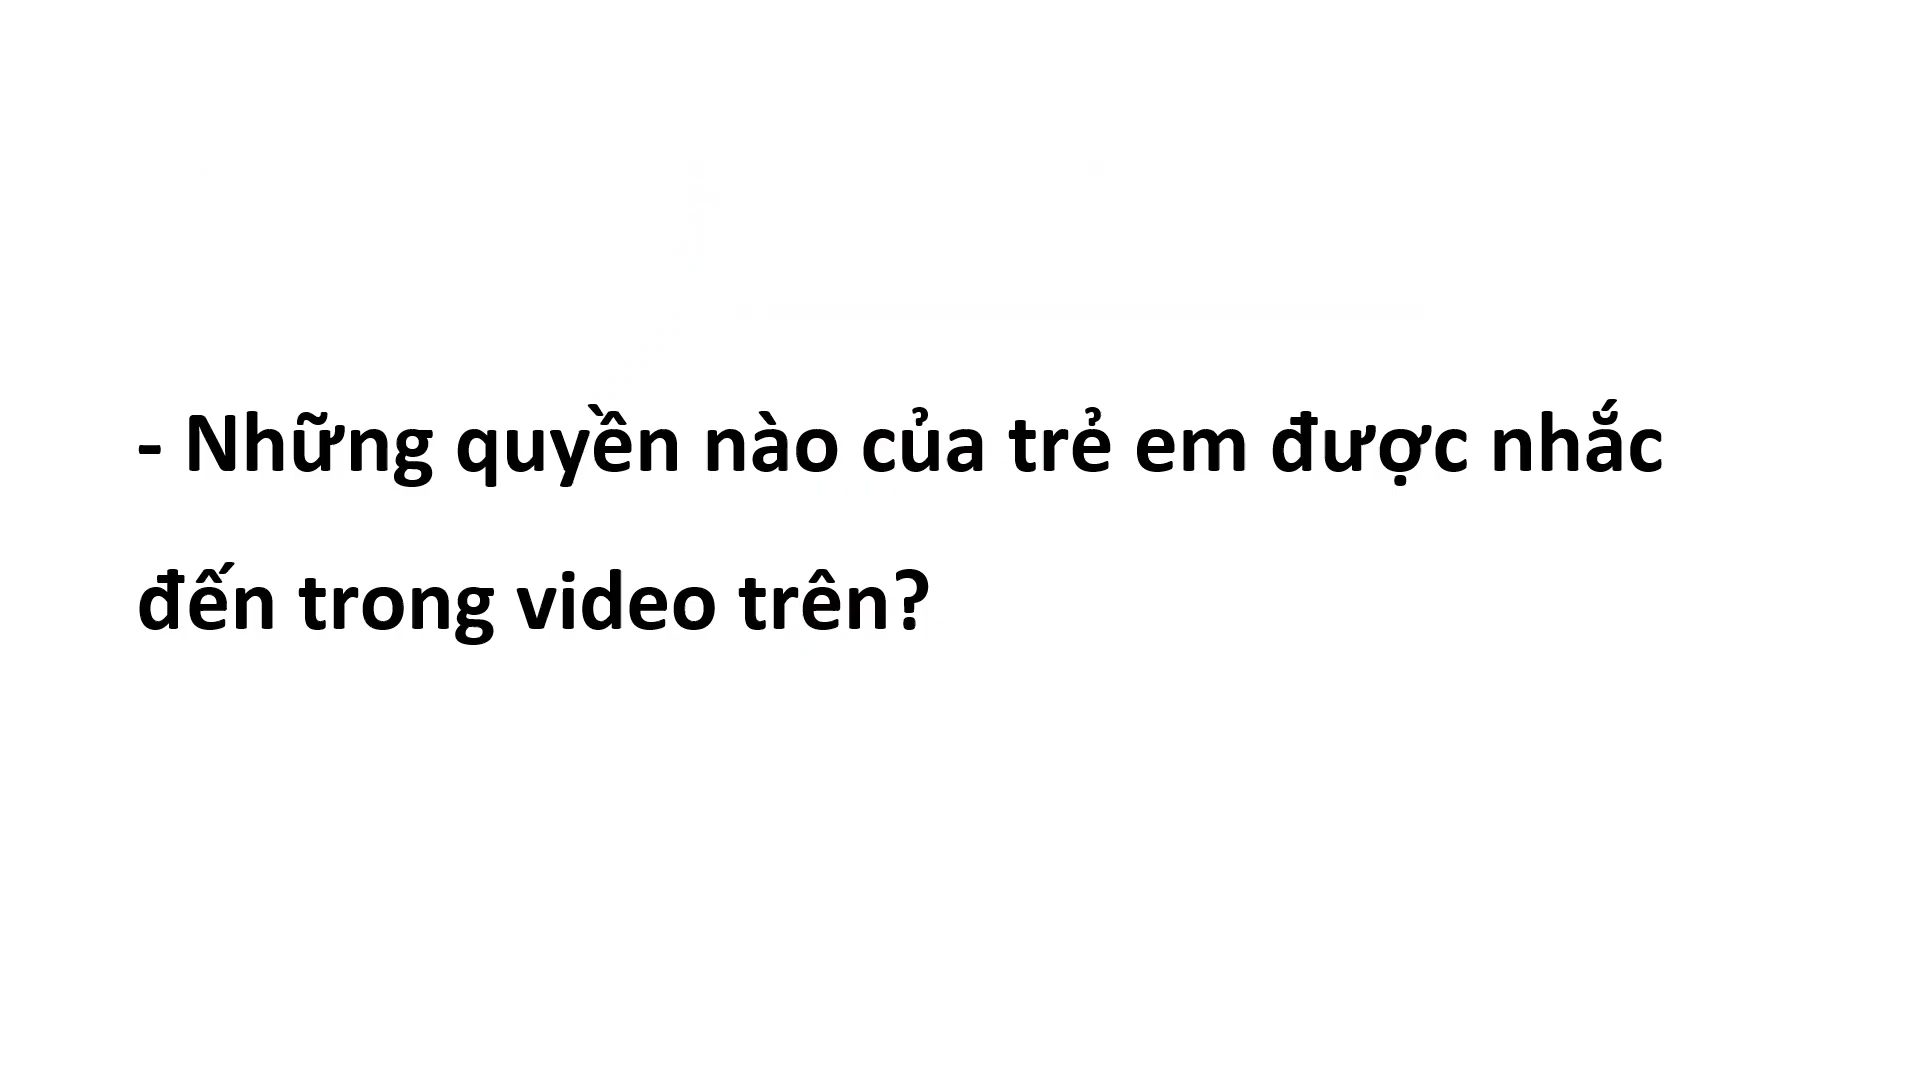 - Những quyền nào của trẻ em được nhắc
đến trong video trên?